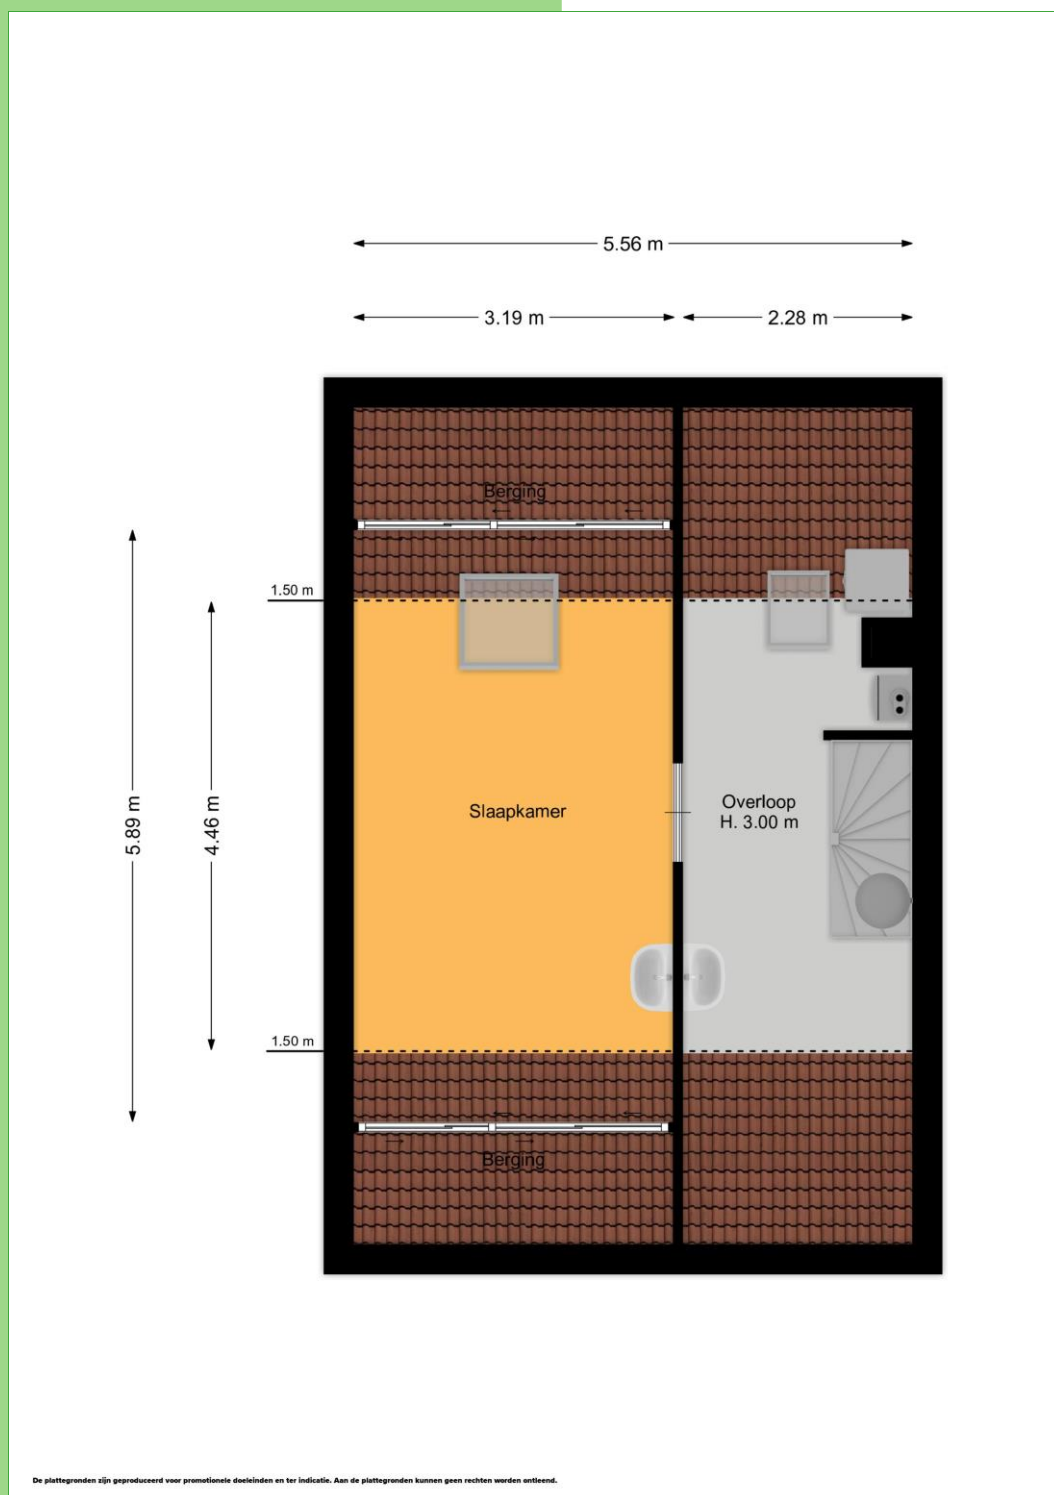 5.56 m
3.19 m
2.28 m
Berging
1.50 m
5.89 m
4.46 m
Slaapkamer
Overloop
H. 3.00 m
1.50 m
Berging
De plattegronden zijn geproduceerd voor promotionele doeleinden en ter indicatie. Aan de plattegronden kunnen geen rechten worden ontleend.